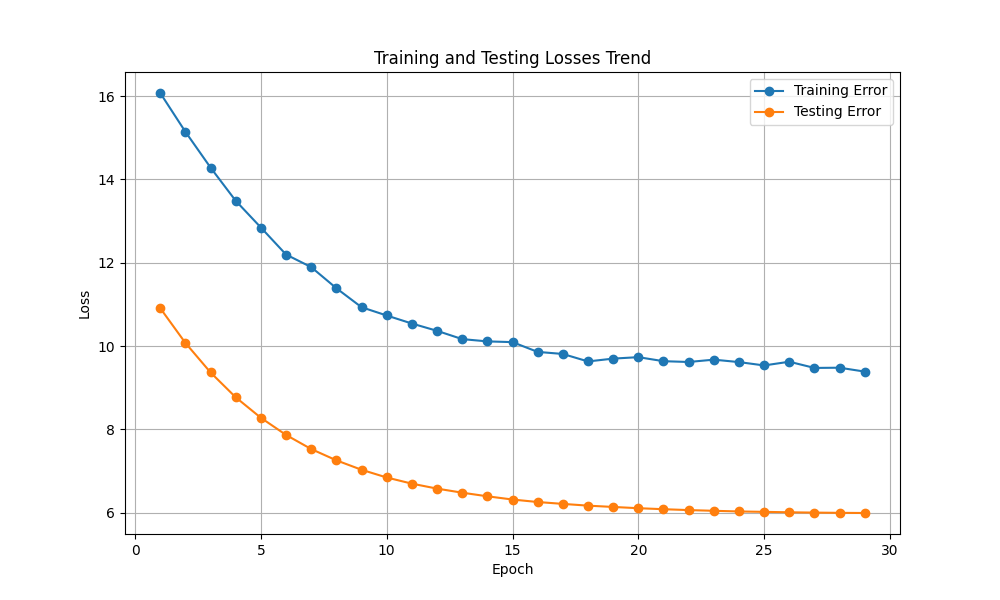 Training and Testing Losses Trend
Training Error
Testing Error
Loss
16
14
12
10
8
6
0 5 10 15 20 25 30
Epoch